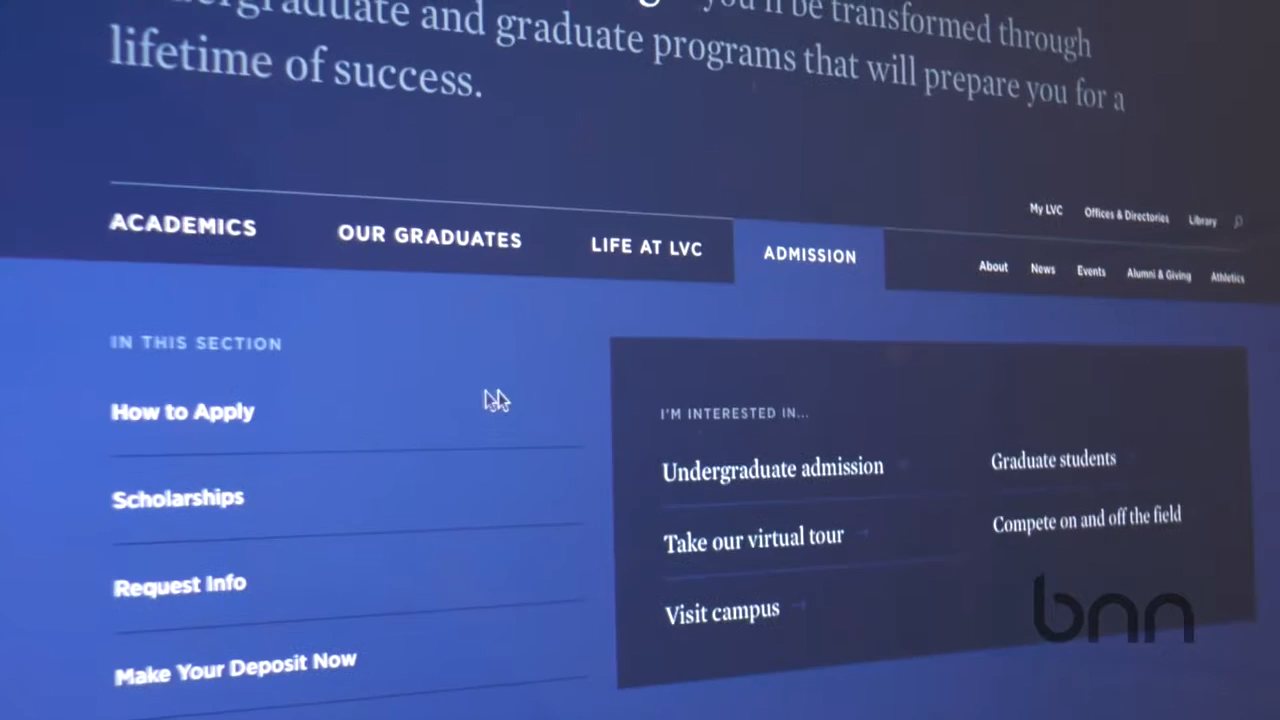 you'll be transformed through
undergraduate and graduate programs that will prepare you for a
lifetime of success.
My LVC
Offices & Directories
Library
ACADEMICS
OUR GRADUATES
LIFE AT LVC
ADMISSION
About
News
Events
Alumni & Giving
Athletics
IN THIS SECTION
How to Apply
Scholarships
Request Info
Make Your Deposit Now
I'M INTERESTED IN...
Undergraduate admission
Graduate students
Take our virtual tour
Compete on and off the field
Visit campus
bnn